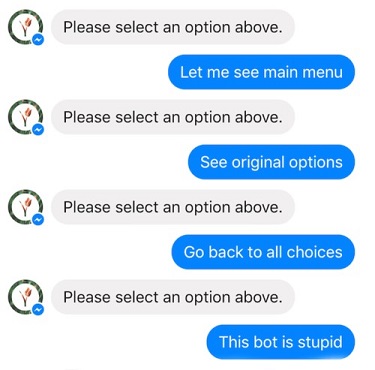 Please select an option above.
Let me see main menu
Please select an option above.
See original options
Please select an option above.
Go back to all choices
Please select an option above.
This bot is stupid